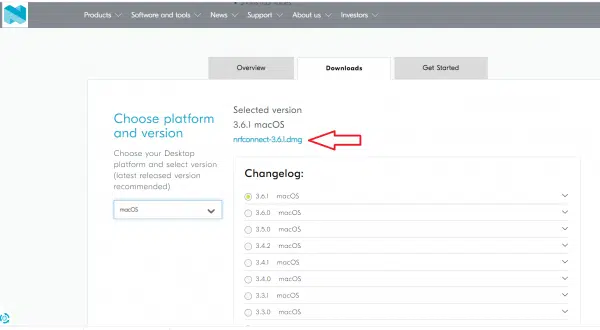 Products
Software and tools
News
Support
About us
Investors
Overview
Downloads
Get Started
Choose platform
and version
Choose your Desktop
platform and select version
(latest released version
recommended)
macOS
Selected version
3.6.1 macOS
nrfconnect-3.6.1.dmg
Changelog:
3.6.1 macOS
3.6.0 macOS
3.5.0 macOS
3.4.2 macOS
3.4.1 macOS
3.4.0 macOS
3.3.1 macOS
3.3.0 macOS